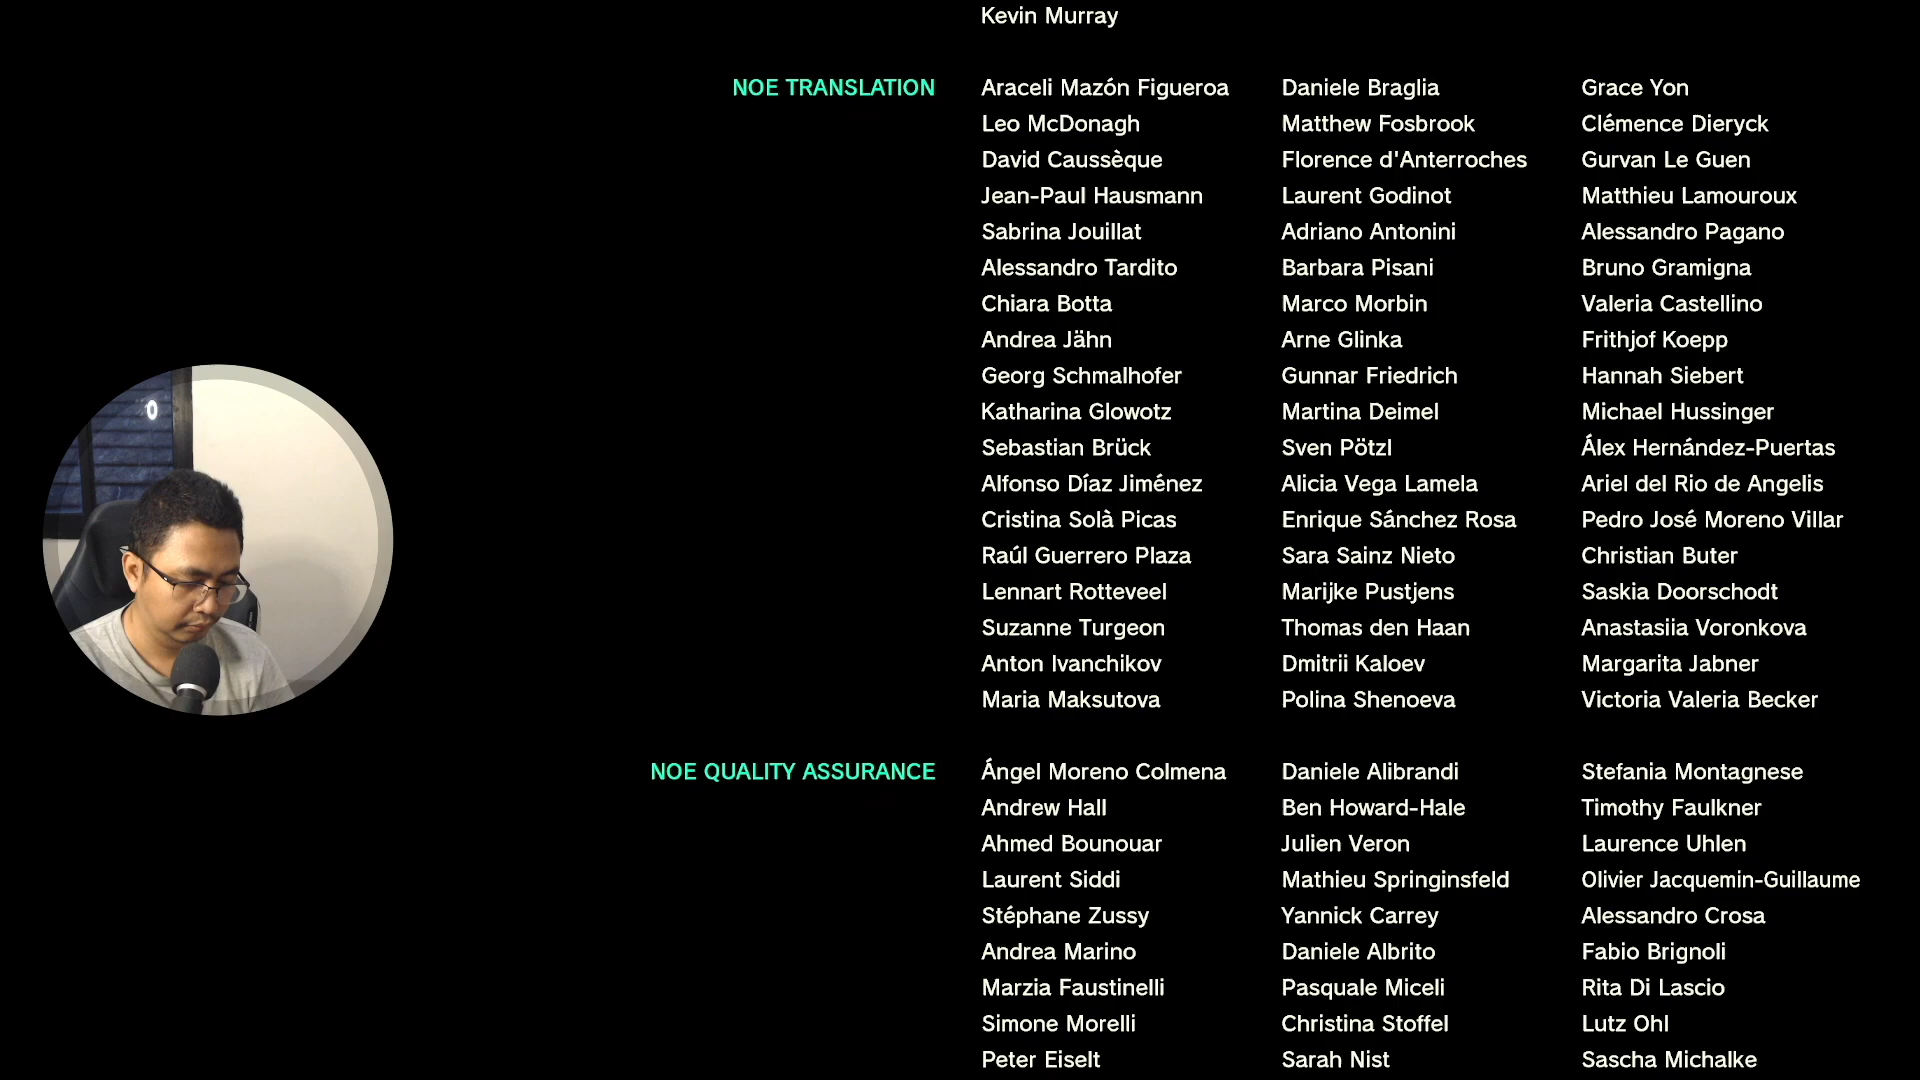 Kevin Murray
NOE TRANSLATION Araceli Mazón Figueroa Daniele Braglia Grace Yon
Leo McDonagh Matthew Fosbrook Clémence Dieryck
David Caussèque Florence d'Anterroches Gurvan Le Guen
Jean-Paul Hausmann Laurent Godinot Matthieu Lamouroux
Sabrina Jouillat Adriano Antonini Alessandro Pagano
Alessandro Tardito Barbara Pisani Bruno Gramigna
Chiara Botta Marco Morbin Valeria Castellino
Andrea Jähn Arne Glinka Frithjof Koepp
Georg Schmalhofer Gunnar Friedrich Hannah Siebert
Katharina Glowotz Martina Deimel Michael Hussinger
Sebastian Brück Sven Pötzl Álex Hernández-Puertas
Alfonso Díaz Jiménez Alicia Vega Lamela Ariel del Rio de Angelis
Cristina Solà Picas Enrique Sánchez Rosa Pedro José Moreno Villar
Raúl Guerrero Plaza Sara Sainz Nieto Christian Buter
Lennart Rotteveel Marijke Pustjens Saskia Doorschodt
Suzanne Turgeon Thomas den Haan Anastasiia Voronkova
Anton Ivanchikov Dmitrii Kaloev Margarita Jabner
Maria Maksutova Polina Shenoeva Victoria Valeria Becker
NOE QUALITY ASSURANCE Ángel Moreno Colmena Daniele Alibrandi Stefania Montagnese
Andrew Hall Ben Howard-Hale Timothy Faulkner
Ahmed Bounouar Julien Veron Laurence Uhlen
Laurent Siddi Mathieu Springinsfeld Olivier Jacquemin-Guillaume
Stéphane Zussy Yannick Carrey Alessandro Crosa
Andrea Marino Daniele Albrito Fabio Brignoli
Marzia Faustinelli Pasquale Miceli Rita Di Lascio
Simone Morelli Christina Stoffel Lutz Ohl
Peter Eiselt Sarah Nist Sascha Michalke